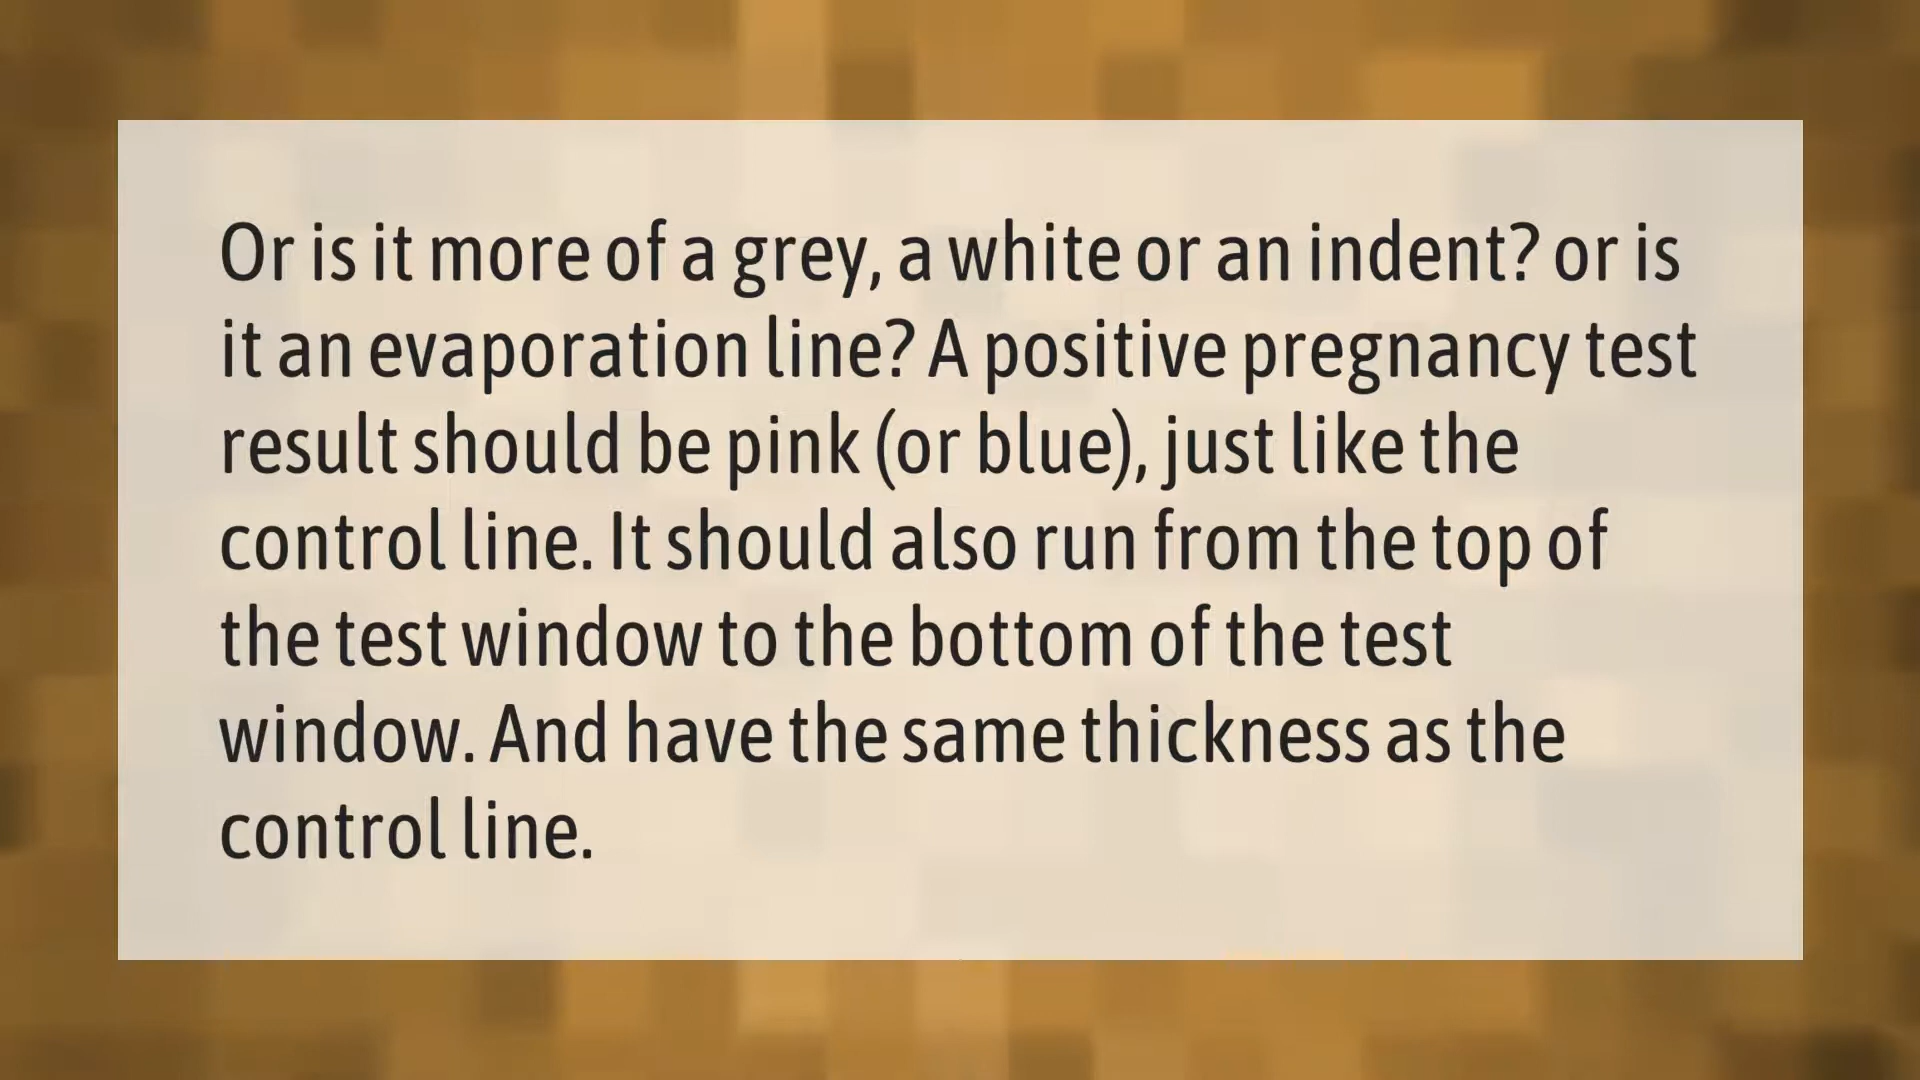 Or is it more of a grey, a white or an indent? or is
it an evaporation line? A positive pregnancy test
result should be pink (or blue), just like the
control line. It should also run from the top of
the test window to the bottom of the test
window. And have the same thickness as the
control line.